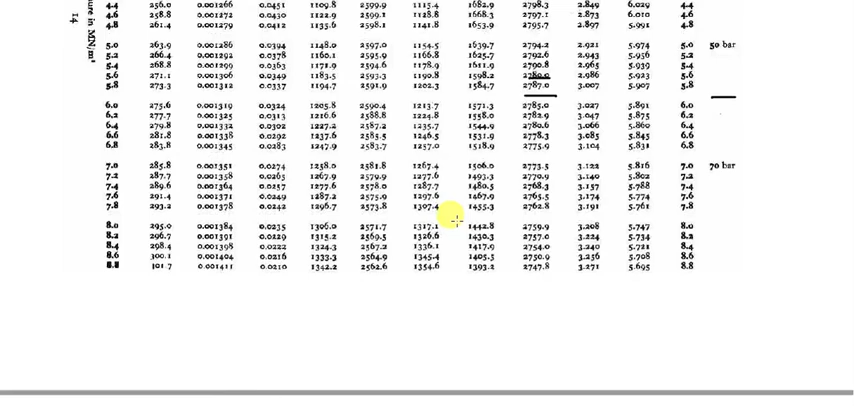 4.4 256.0 0.001266 0.0451 1109.8 2599.9 1115.4 1682.9 2798.3 2.849 6.029 4.4
4.6 258.8 0.001272 0.0430 1122.9 2599.1 1128.8 1668.3 2797.1 2.873 6.010 4.6
4.8 261.4 0.001279 0.0412 1135.6 2598.1 1141.8 1653.9 2795.7 2.897 5.991 4.8
5.0 263.9 0.001286 0.0394 1148.0 2597.0 1154.5 1639.7 2794.2 2.921 5.974 5.0 50 bar
5.2 266.4 0.001292 0.0378 1160.1 2595.9 1166.8 1625.7 2792.6 2.943 5.956 5.2
5.4 268.8 0.001299 0.0363 1171.9 2594.6 1178.9 1611.9 2790.8 2.965 5.939 5.4
5.6 271.1 0.001306 0.0349 1183.5 2593.3 1190.8 1598.2 2.986 5.923 5.6
5.8 273.3 0.001312 0.0337 1194.7 2591.9 1202.3 1584.7 2787.0 3.007 5.907 5.8
6.0 275.6 0.001319 0.0324 1205.8 2590.4 1213.7 1571.3 2785.0 3.027 5.891 6.0
6.2 277.7 0.001325 0.0313 1216.6 2588.8 1224.8 1558.0 2782.9 3.047 5.875 6.2
6.4 279.8 0.001332 0.0302 1227.2 2587.2 1235.7 1544.9 2780.6 3.066 5.860 6.4
6.6 281.8 0.001338 0.0292 1237.6 2585.5 1246.5 1531.9 2778.3 3.085 5.845 6.6
6.8 283.8 0.001345 0.0283 1247.9 2583.7 1257.0 1518.9 2775.9 3.104 5.831 6.8
7.0 285.8 0.001351 0.0274 1258.0 2581.8 1267.4 1506.0 2773.5 3.122 5.816 7.0 70 bar
7.2 287.7 0.001358 0.0265 1267.9 2579.9 1277.6 1493.3 2770.9 3.140 5.802 7.2
7.4 289.6 0.001364 0.0257 1277.6 2578.0 1287.7 1480.5 2768.3 3.157 5.788 7.4
7.6 291.4 0.001371 0.0249 1287.2 2575.9 1297.6 1467.9 2765.5 3.174 5.774 7.6
7.8 293.2 0.001378 0.0242 1296.7 2573.8 1307.4 1455.3 2762.8 3.191 5.761 7.8
8.0 295.0 0.001384 0.0235 1306.0 2571.7 1317.1 1442.8 2759.9 3.208 5.747 8.0
8.2 296.7 0.001391 0.0229 1315.2 2569.5 1326.6 1430.3 2757.0 3.224 5.734 8.2
8.4 298.4 0.001398 0.0222 1324.3 2567.2 1336.1 1417.9 2754.0 3.240 5.721 8.4
8.6 300.1 0.001404 0.0216 1333.3 2564.9 1345.4 1405.5 2750.9 3.256 5.708 8.6
8.8 301.7 0.001411 0.0210 1342.2 2562.6 1354.6 1393.2 2747.8 3.271 5.695 8.8
in MN/m²
14